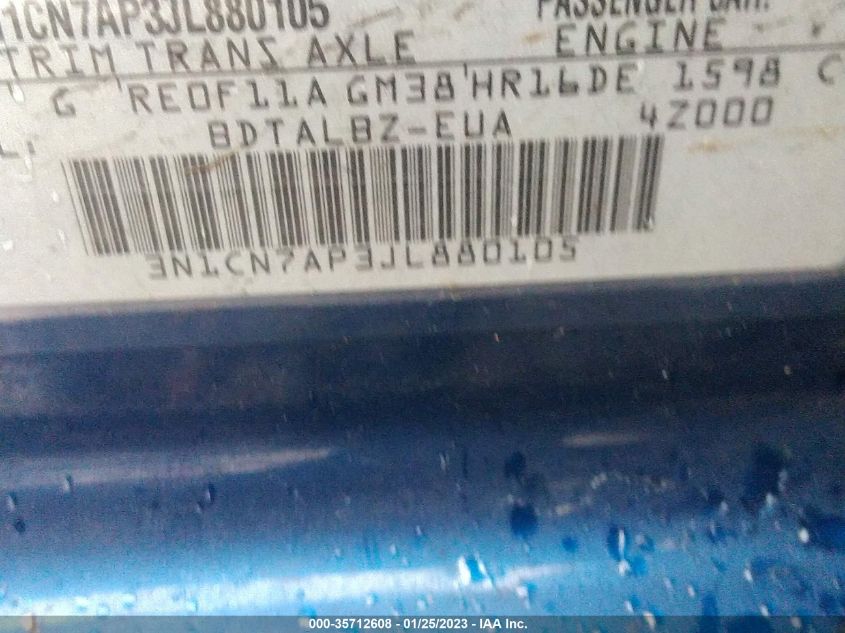 1CN7AP3JL880105 PASSENGER CAR.
TRIM TRANS AXLE ENGINE
G RE0F11A GM38 HR16DE 1598 C
BDTALBZ-EUA 4Z000
3N1CN7AP3JL880105
000-35712608 - 01/25/2023 - IAA Inc.